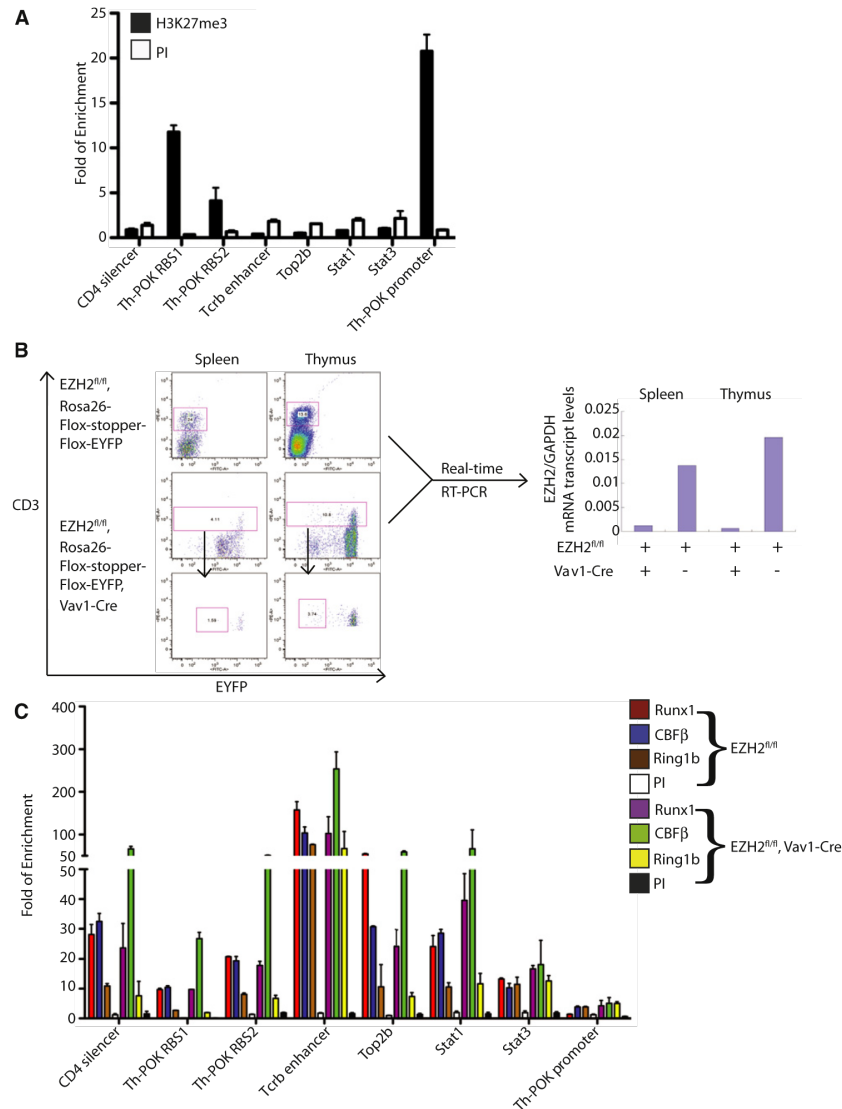 A
H3K27me3
PI
Fold of Enrichment
25
20
15
10
5
0
CD4 silencer
Th-POK RBS1
Th-POK RBS2
Tcrb enhancer
Top2b
Stat1
Stat3
Th-POK promoter
B
Spleen
Thymus
EZH2fl/fl,
Rosa26-
Flox-stopper-
Flox-EYFP
CD3
EZH2fl/fl,
Rosa26-
Flox-stopper-
Flox-EYFP,
Vav1-Cre
EYFP
Real-time
RT-PCR
Spleen
Thymus
EZH2/GAPDH
mRNA transcript levels
0.025
0.02
0.015
0.01
0.005
0
EZH2fl/fl + + + +
Vav1-Cre + - + -
C
Fold of Enrichment
400
300
200
100
50
50
40
30
20
10
0
CD4 silencer
Th-POK RBS1
Th-POK RBS2
Tcrb enhancer
Top2b
Stat1
Stat3
Th-POK promoter
Runx1
CBFβ
Ring1b
PI
EZH2fl/fl
Runx1
CBFβ
Ring1b
PI
EZH2fl/fl, Vav1-Cre